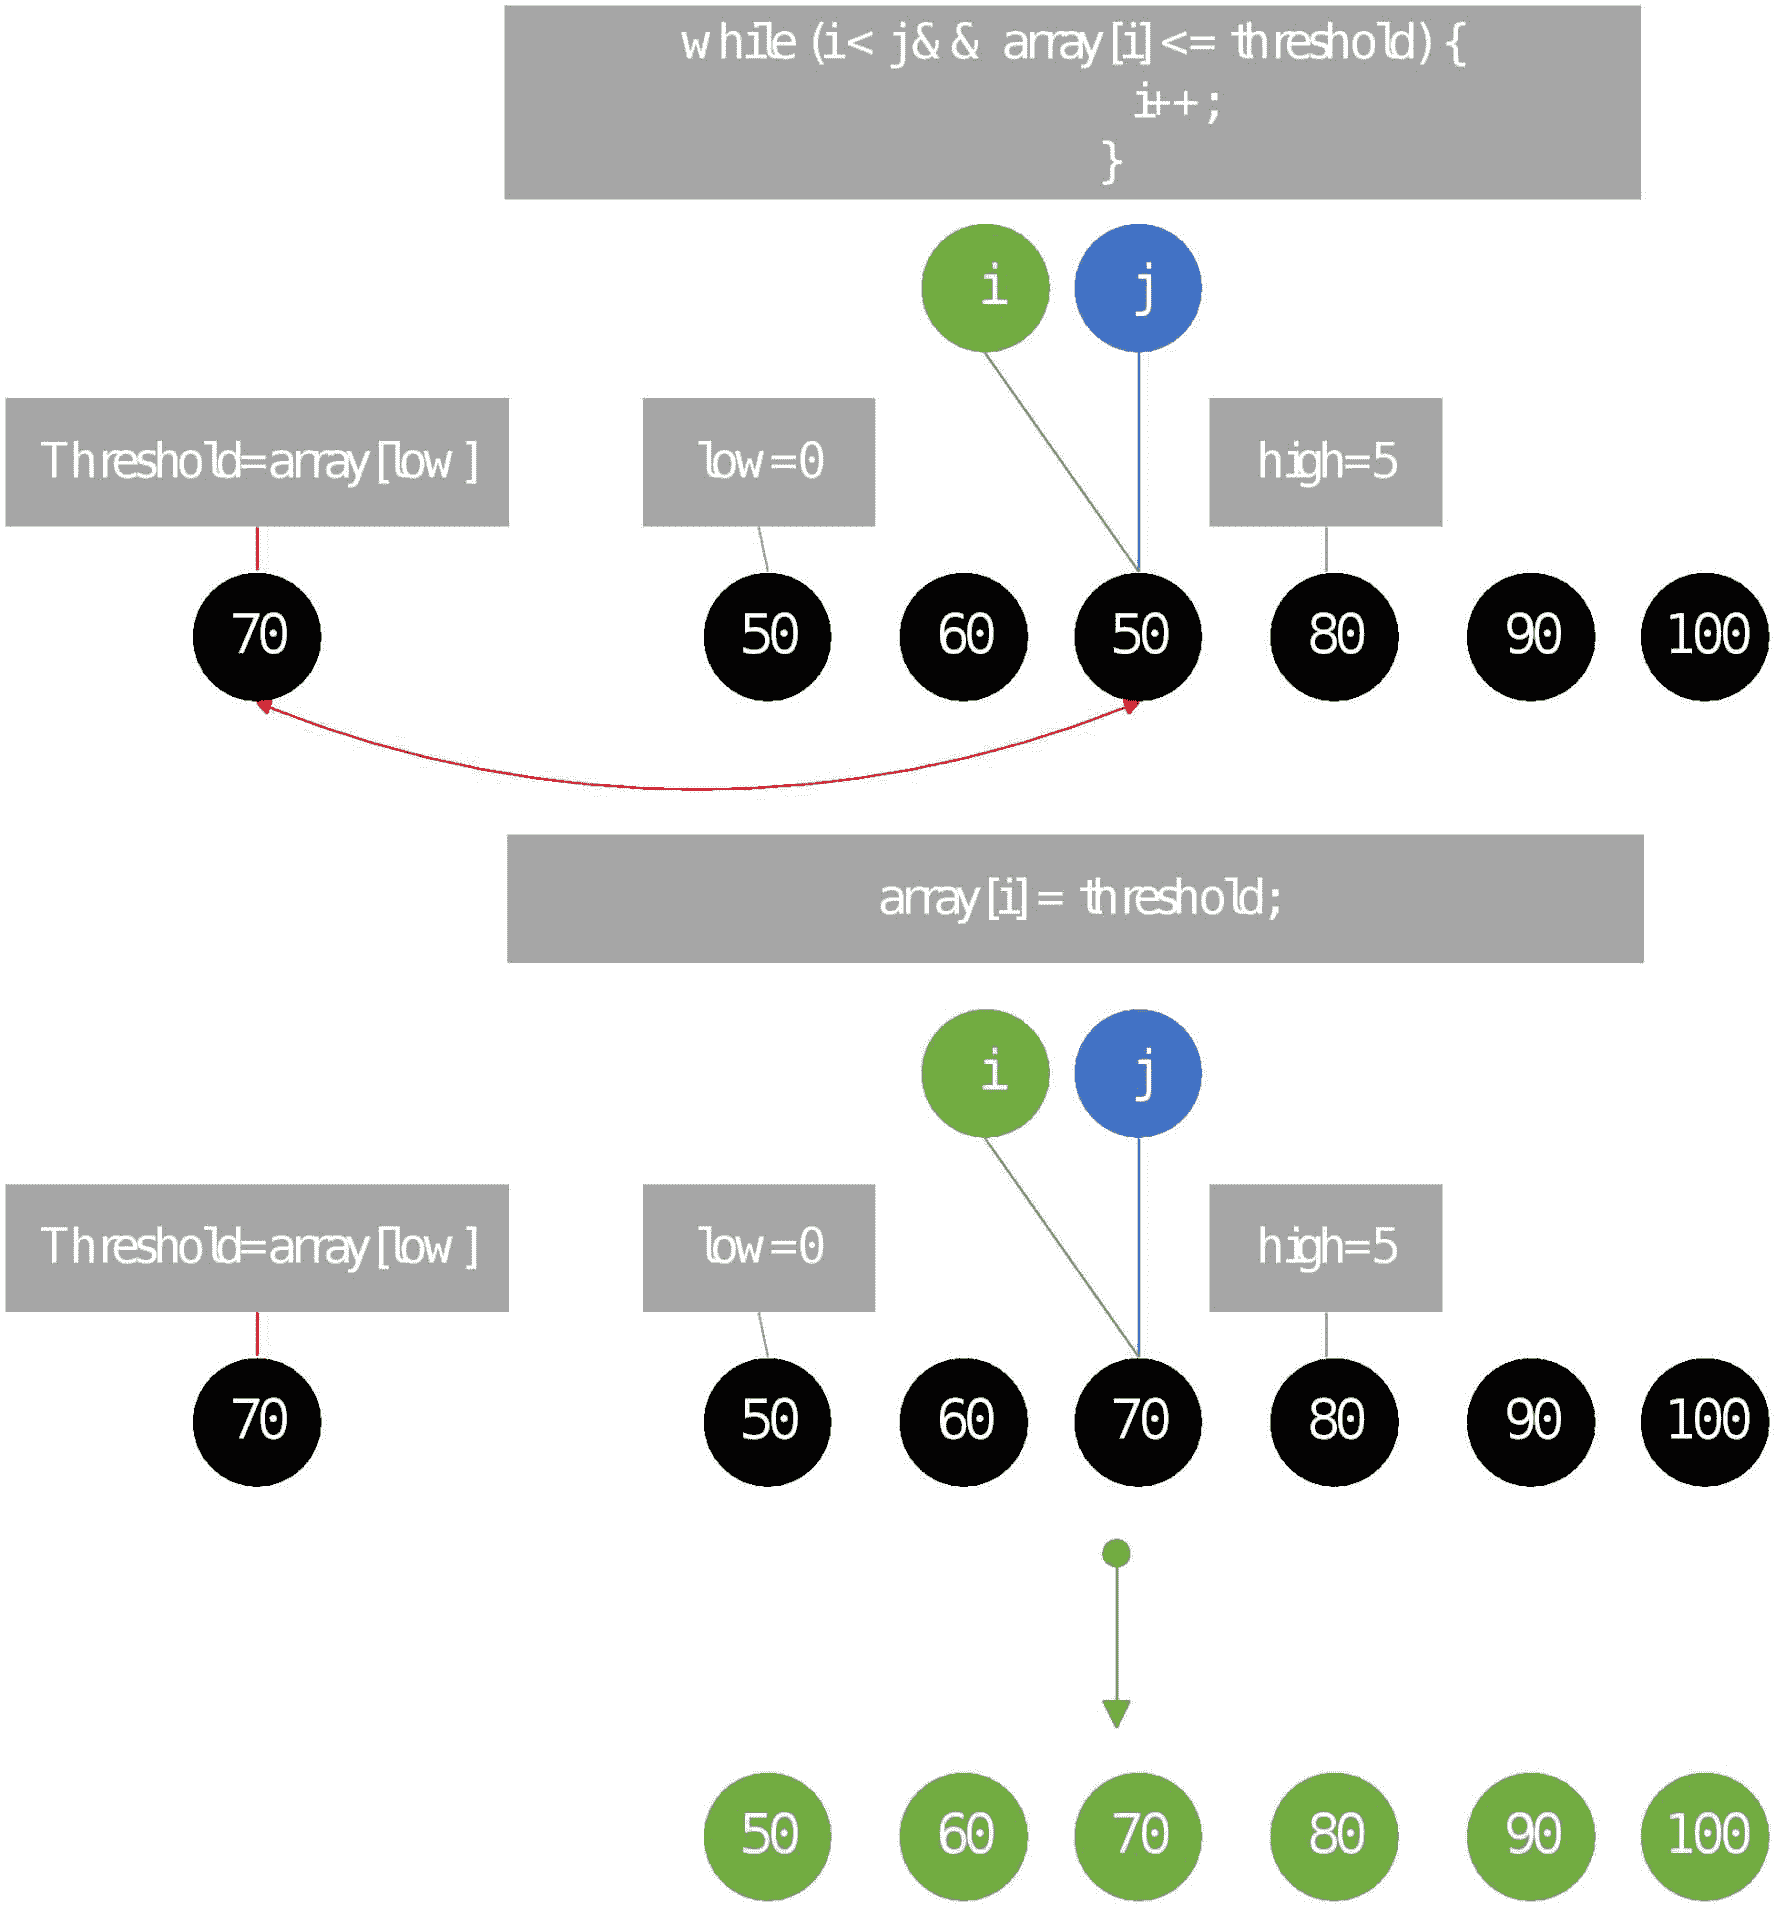 while(i< j&& array[i]<= threshold) {
i++;
}
i j
Threshold=array[low] low=0 high=5
70 50 60 50 80 90 100
array[i]= threshold;
i j
Threshold=array[low] low=0 high=5
70 50 60 70 80 90 100
50 60 70 80 90 100